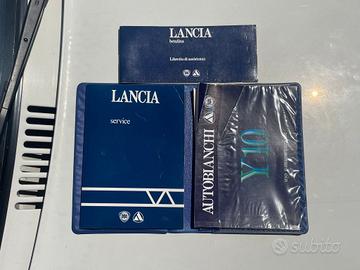 LANCIA
benzina
Libretto di assistenza
LANCIA
service
AUTOBIANCHI
Y10
subito